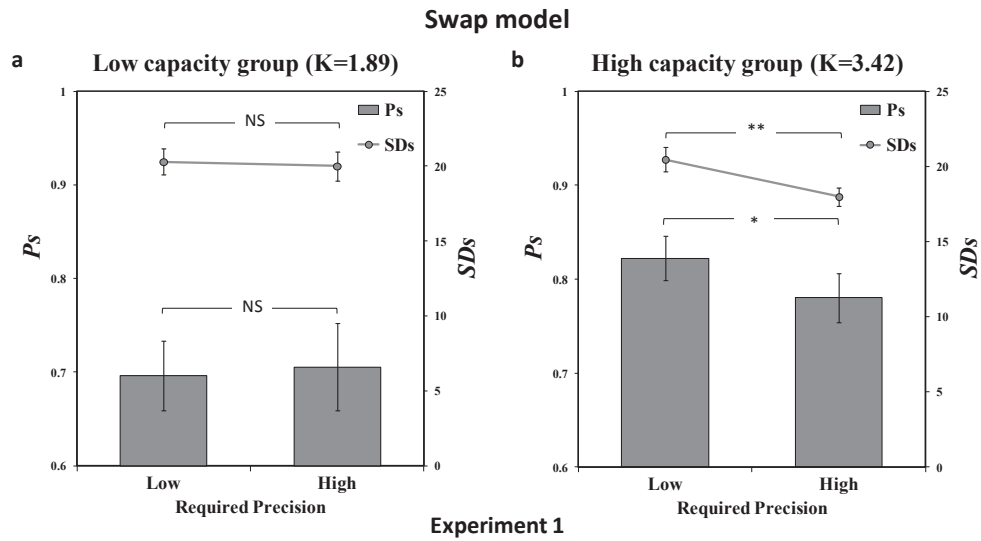 Swap model
a
Low capacity group (K=1.89)
b
High capacity group (K=3.42)
1
0.9
0.8
0.7
0.6
Ps
25
20
15
10
5
0
SDs
Ps
SDs
NS
NS
Low
High
Required Precision
1
0.9
0.8
0.7
0.6
Ps
25
20
15
10
5
0
SDs
Ps
SDs
**
*
Low
High
Required Precision
Experiment 1